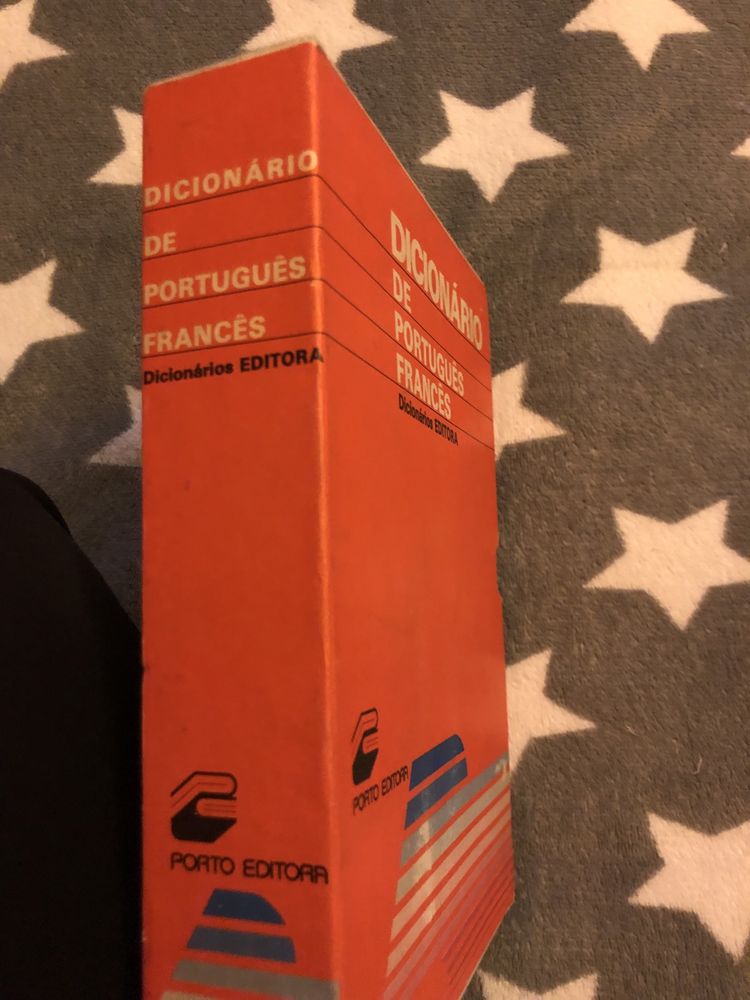 DICIONÁRIO
DE
PORTUGUÊS
FRANCÊS
Dicionários EDITORA
PORTO EDITORA
DICIONÁRIO
DE
PORTUGUÊS
FRANCÊS
Dicionários EDITORA
PORTO EDITORA